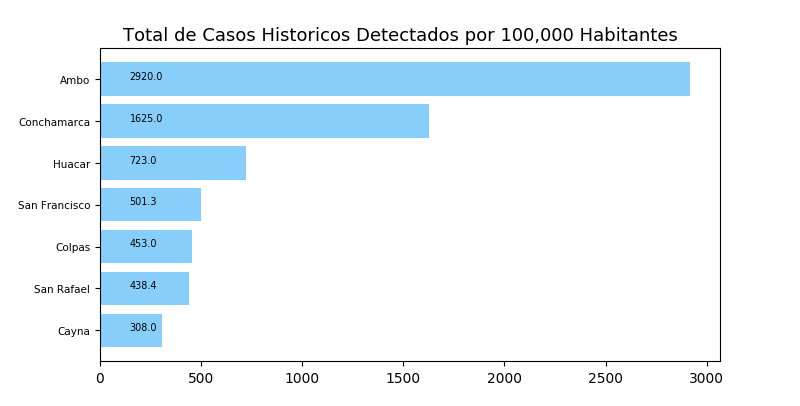 Total de Casos Historicos Detectados por 100,000 Habitantes
Ambo 2920.0
Conchamarca 1625.0
Huacar 723.0
San Francisco 501.3
Colpas 453.0
San Rafael 438.4
Cayna 308.0
0 500 1000 1500 2000 2500 3000